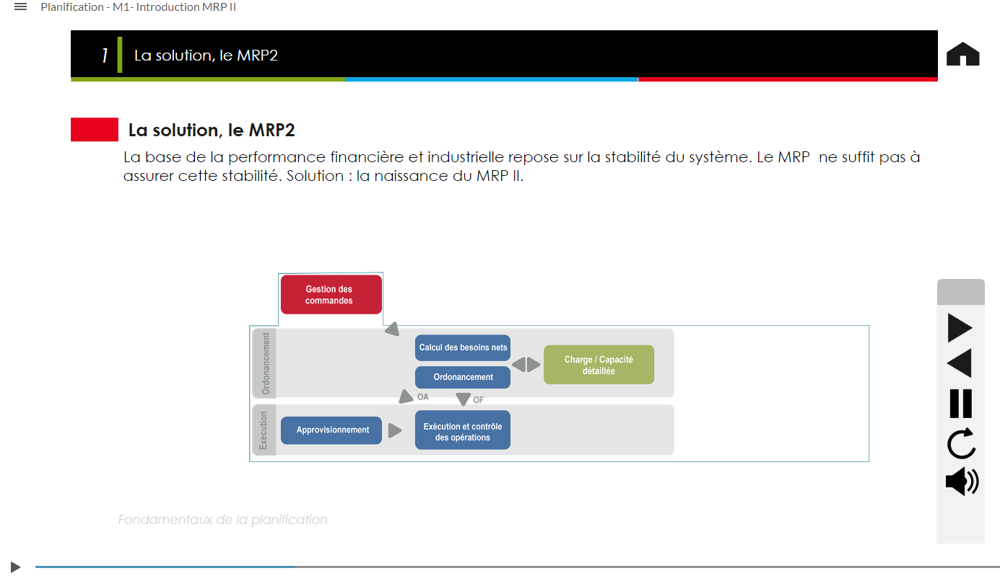 Planification - M1- Introduction MRP II
1 La solution, le MRP2
La solution, le MRP2
La base de la performance financière et industrielle repose sur la stabilité du système. Le MRP ne suffit pas à
assurer cette stabilité. Solution : la naissance du MRP II.
Gestion des
commandes
Ordonancement
Calcul des besoins nets
Ordonancement
Charge / Capacité
détaillée
OA
OF
Execution
Approvisionnement
Exécution et contrôle
des opérations
Fondamentaux de la planification